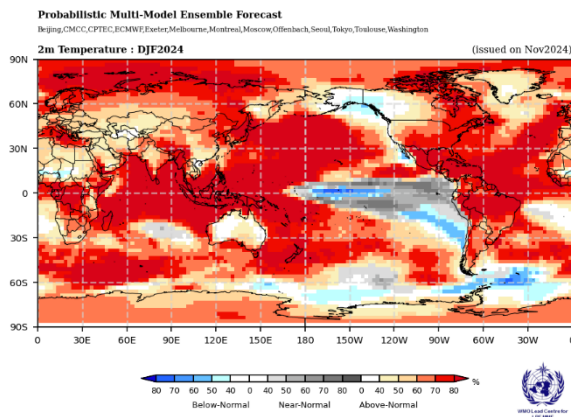 Probabilistic Multi-Model Ensemble Forecast
Beijing,CMCC,CPTEC,ECMWF,Exeter,Melbourne,Montreal,Moscow,Offenbach,Seoul,Tokyo,Toulouse,Washington
2m Temperature : DJF2024 (issued on Nov2024)
90N
60N
30N
0
30S
60S
90S
0 30E 60E 90E 120E 150E 180 150W 120W 90W 60W 30W 0
80 70 60 50 40 0 40 50 60 70 80 0 40 50 60 70 80 %
Below-Normal Near-Normal Above-Normal
WMO Lead Centre for